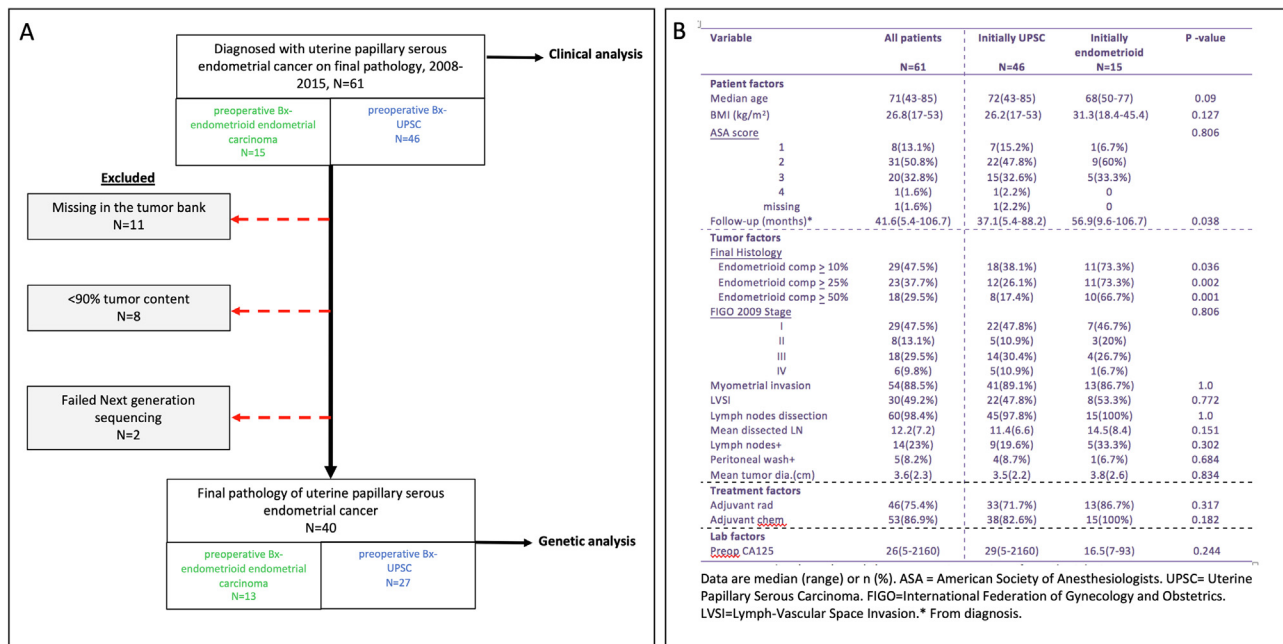 A
Diagnosed with uterine papillary serous
endometrial cancer on final pathology, 2008-
2015, N=61
Clinical analysis
preoperative Bx-
endometrioid endometrial
carcinoma
N=15
preoperative Bx-
UPSC
N=46
Excluded
Missing in the tumor bank
N=11
<90% tumor content
N=8
Failed Next generation
sequencing
N=2
Final pathology of uterine papillary serous
endometrial cancer
N=40
Genetic analysis
preoperative Bx-
endometrioid endometrial
carcinoma
N=13
preoperative Bx-
UPSC
N=27
B
Variable All patients Initially UPSC Initially endometrioid P -value
N=61 N=46 N=15
Patient factors
Median age 71(43-85) 72(43-85) 68(50-77) 0.09
BMI (kg/m²) 26.8(17-53) 26.2(17-53) 31.3(18.4-45.4) 0.127
ASA score 0.806
1 8(13.1%) 7(15.2%) 1(6.7%)
2 31(50.8%) 22(47.8%) 9(60%)
3 20(32.8%) 15(32.6%) 5(33.3%)
4 1(1.6%) 1(2.2%) 0
missing 1(1.6%) 1(2.2%) 0
Follow-up (months)* 41.6(5.4-106.7) 37.1(5.4-88.2) 56.9(9.6-106.7) 0.038
Tumor factors
Final Histology
Endometrioid comp ≥ 10% 29(47.5%) 18(38.1%) 11(73.3%) 0.036
Endometrioid comp ≥ 25% 23(37.7%) 12(26.1%) 11(73.3%) 0.002
Endometrioid comp ≥ 50% 18(29.5%) 8(17.4%) 10(66.7%) 0.001
FIGO 2009 Stage 0.806
I 29(47.5%) 22(47.8%) 7(46.7%)
II 8(13.1%) 5(10.9%) 3(20%)
III 18(29.5%) 14(30.4%) 4(26.7%)
IV 6(9.8%) 5(10.9%) 1(6.7%)
Myometrial invasion 54(88.5%) 41(89.1%) 13(86.7%) 1.0
LVSI 30(49.2%) 22(47.8%) 8(53.3%) 0.772
Lymph nodes dissection 60(98.4%) 45(97.8%) 15(100%) 1.0
Mean dissected LN 12.2(7.2) 11.4(6.6) 14.5(8.4) 0.151
Lymph nodes+ 14(23%) 9(19.6%) 5(33.3%) 0.302
Peritoneal wash+ 5(8.2%) 4(8.7%) 1(6.7%) 0.684
Mean tumor dia.(cm) 3.6(2.3) 3.5(2.2) 3.8(2.6) 0.834
Treatment factors
Adjuvant rad 46(75.4%) 33(71.7%) 13(86.7%) 0.317
Adjuvant chem 53(86.9%) 38(82.6%) 15(100%) 0.182
Lab factors
Preop CA125 26(5-2160) 29(5-2160) 16.5(7-93) 0.244
Data are median (range) or n (%). ASA = American Society of Anesthesiologists. UPSC= Uterine
Papillary Serous Carcinoma. FIGO=International Federation of Gynecology and Obstetrics.
LVSI=Lymph-Vascular Space Invasion.* From diagnosis.